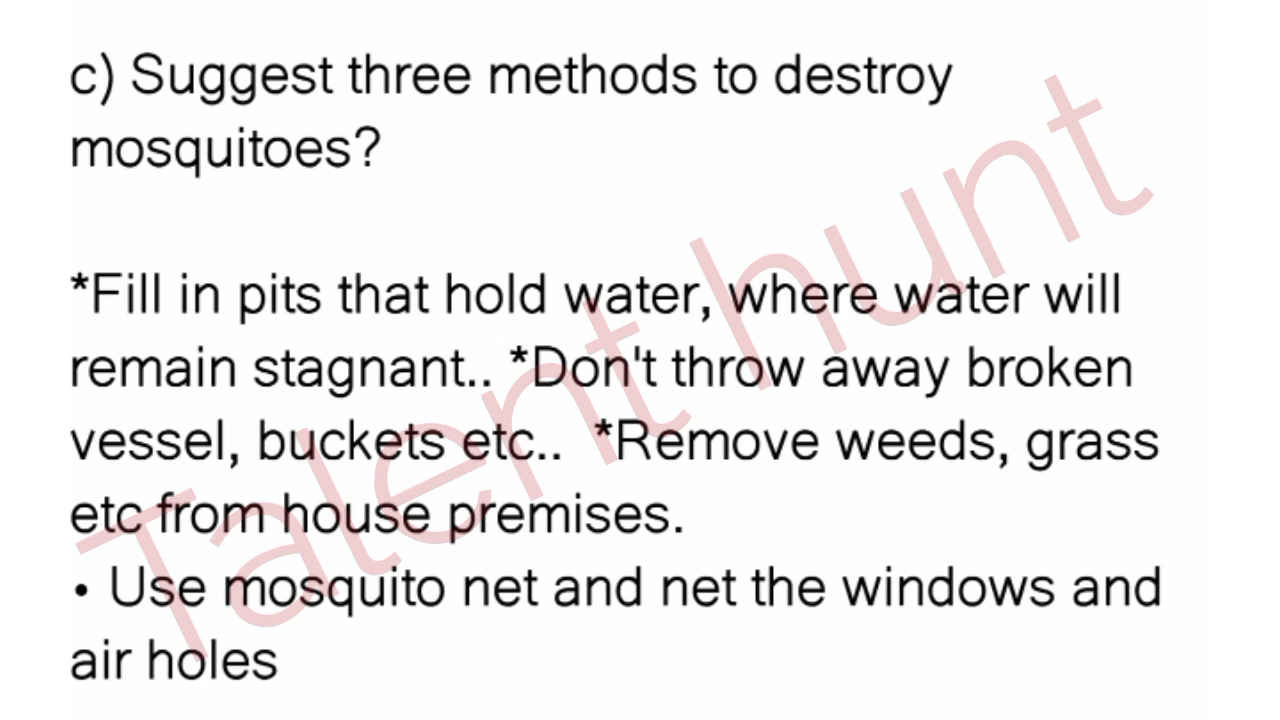 c) Suggest three methods to destroy
mosquitoes?
*Fill in pits that hold water, where water will
remain stagnant.. *Don't throw away broken
vessel, buckets etc..  *Remove weeds, grass
etc from house premises.
• Use mosquito net and net the windows and
air holes
Talent hunt